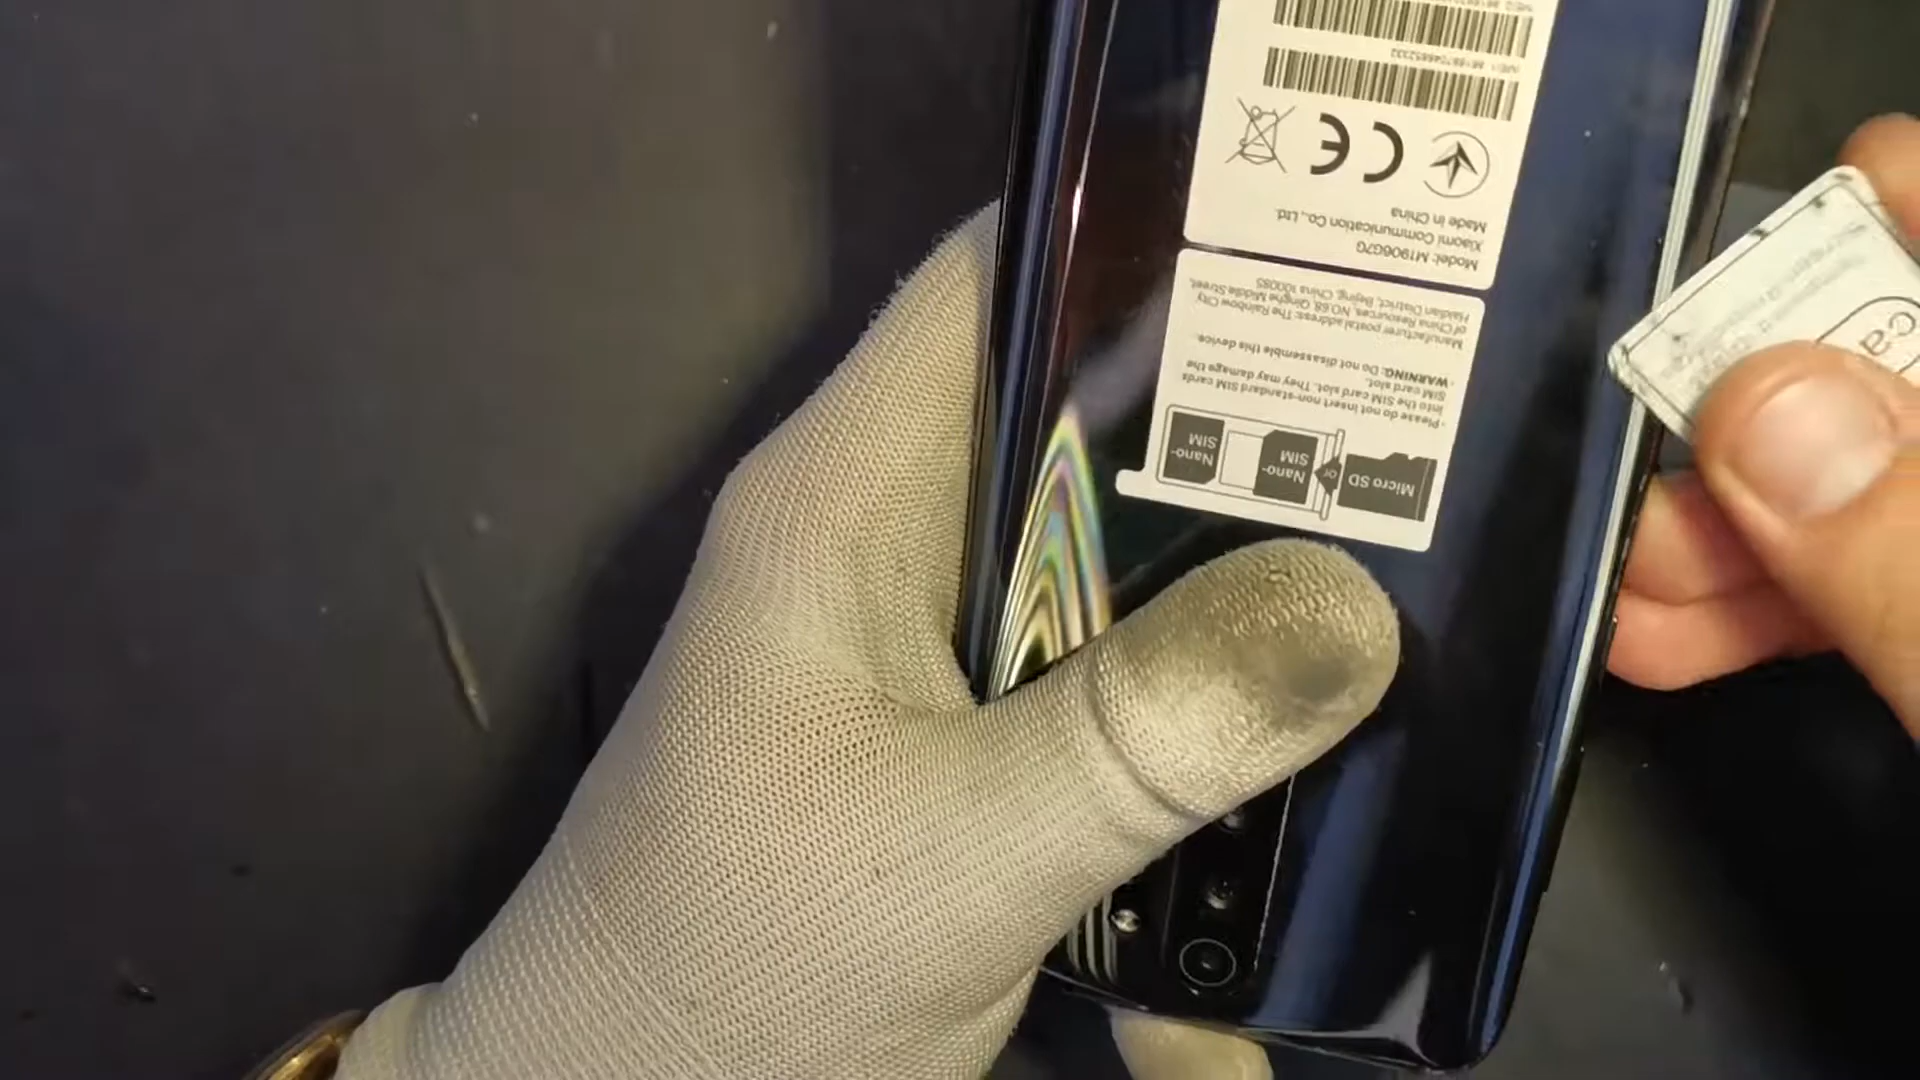 Micro SD or Nano-SIM Nano-SIM
·Please do not insert non-standard SIM cards
into the SIM card slot. They may damage the
SIM card slot.
·WARNING: Do not disassemble this device.
Manufacturer postal address: The Rainbow City
of China Resources, NO.68, Qinghe Middle Street,
Haidian District, Beijing, China 100085
Model: M1906G7G
Xiaomi Communication Co., Ltd.
Made in China
CE
ca